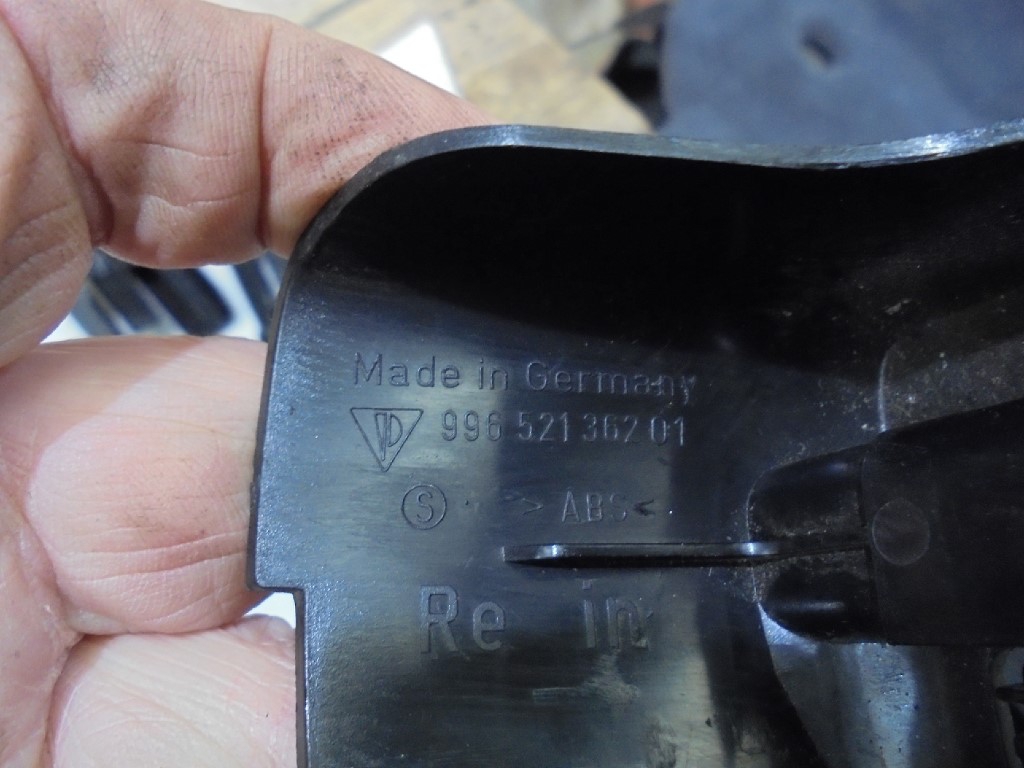 Made in Germany
996 521 362 01
S
> ABS <
Re in